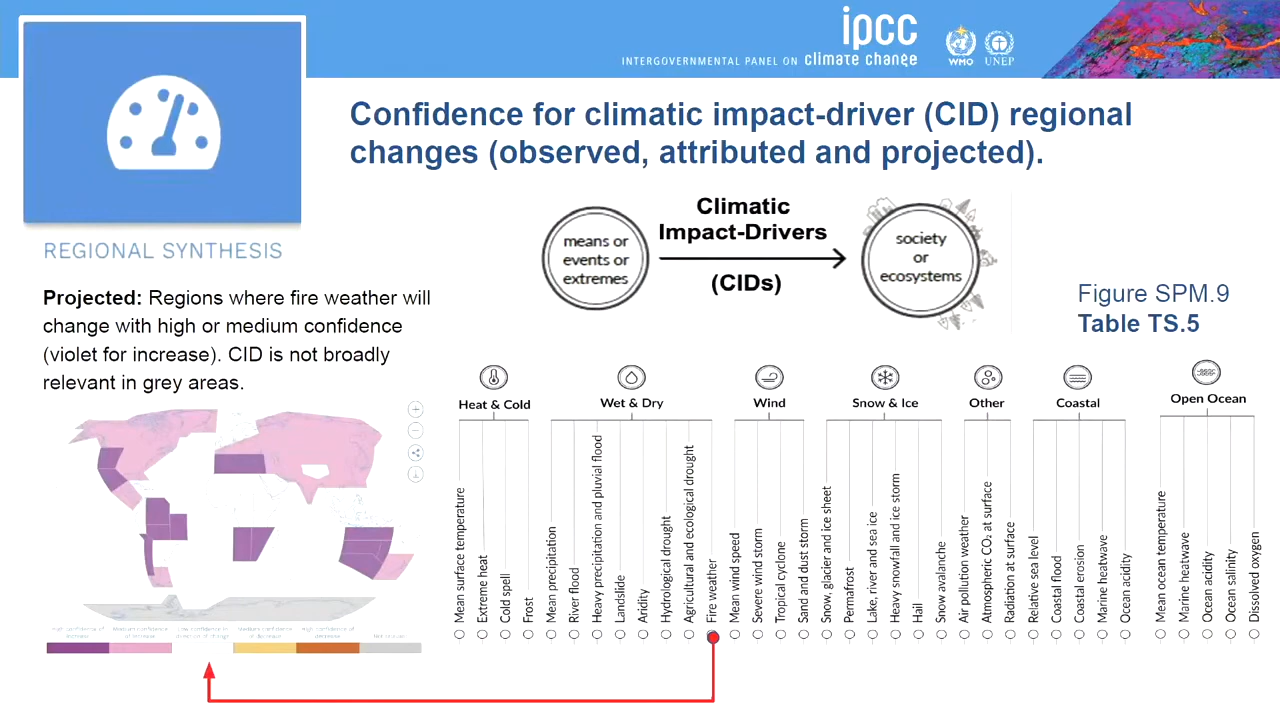 ipcc
INTERGOVERNMENTAL PANEL ON climate change
WMO
UNEP
Confidence for climatic impact-driver (CID) regional
changes (observed, attributed and projected).
REGIONAL SYNTHESIS
Projected: Regions where fire weather will
change with high or medium confidence
(violet for increase). CID is not broadly
relevant in grey areas.
means or
events or
extremes
Climatic
Impact-Drivers
(CIDs)
society
or
ecosystems
Figure SPM.9
Table TS.5
Heat & Cold
Mean surface temperature
Extreme heat
Cold spell
Frost
Wet & Dry
Mean precipitation
River flood
Heavy precipitation and pluvial flood
Landslide
Aridity
Hydrological drought
Agricultural and ecological drought
Fire weather
Wind
Mean wind speed
Severe wind storm
Tropical cyclone
Sand and dust storm
Snow & Ice
Snow, glacier and ice sheet
Permafrost
Lake, river and sea ice
Heavy snowfall and ice storm
Hail
Snow avalanche
Other
Air pollution weather
Atmospheric CO₂ at surface
Radiation at surface
Coastal
Relative sea level
Coastal flood
Coastal erosion
Marine heatwave
Ocean acidity
Open Ocean
Mean ocean temperature
Marine heatwave
Ocean acidity
Ocean salinity
Dissolved oxygen